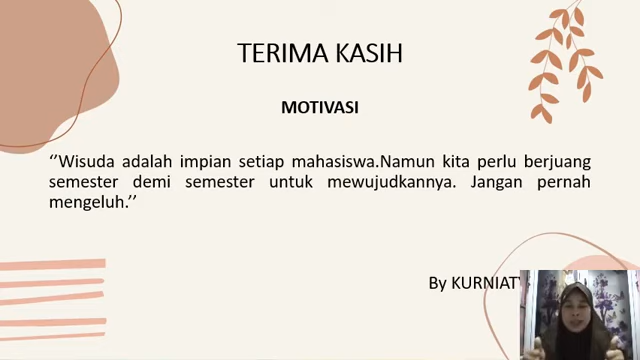 TERIMA KASIH
MOTIVASI
‘’Wisuda adalah impian setiap mahasiswa.Namun kita perlu berjuang
semester demi semester untuk mewujudkannya. Jangan pernah
mengeluh.’’
By